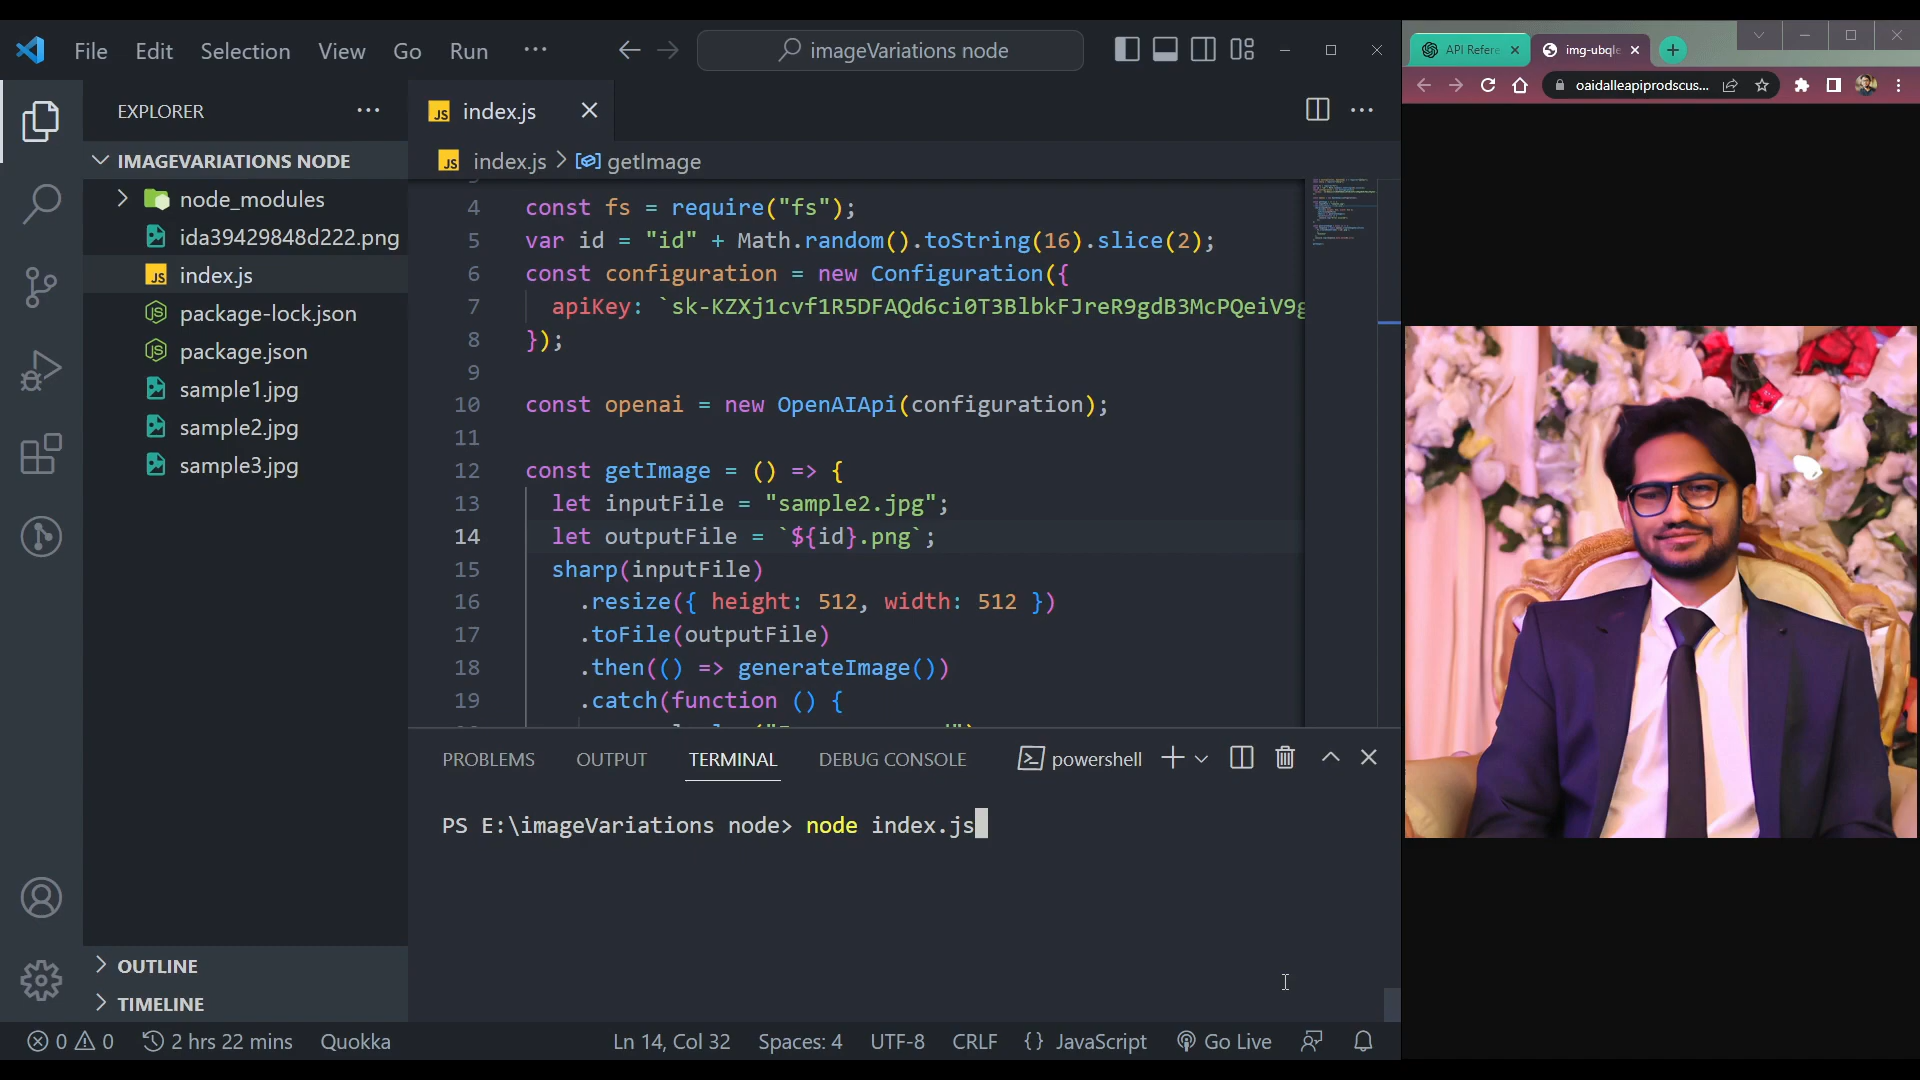 File Edit Selection View Go Run ···
imageVariations node
EXPLORER ···
IMAGEVARIATIONS NODE
node_modules
ida39429848d222.png
JS index.js
package-lock.json
package.json
sample1.jpg
sample2.jpg
sample3.jpg
OUTLINE
TIMELINE
JS index.js
JS index.js > getImage
4 const fs = require("fs");
5 var id = "id" + Math.random().toString(16).slice(2);
6 const configuration = new Configuration({
7 apiKey: `sk-KZXj1cvf1R5DFAQd6ci0T3BlbkFJreR9gdB3McPQeiV9g
8 });
9
10 const openai = new OpenAIApi(configuration);
11
12 const getImage = () => {
13 let inputFile = "sample2.jpg";
14 let outputFile = `${id}.png`;
15 sharp(inputFile)
16 .resize({ height: 512, width: 512 })
17 .toFile(outputFile)
18 .then(() => generateImage())
19 .catch(function () {
PROBLEMS OUTPUT TERMINAL DEBUG CONSOLE powershell
PS E:\imageVariations node> node index.js
0 0 2 hrs 22 mins Quokka Ln 14, Col 32 Spaces: 4 UTF-8 CRLF {} JavaScript Go Live
API Refere img-ubqle
oaidalleapiprodscus...